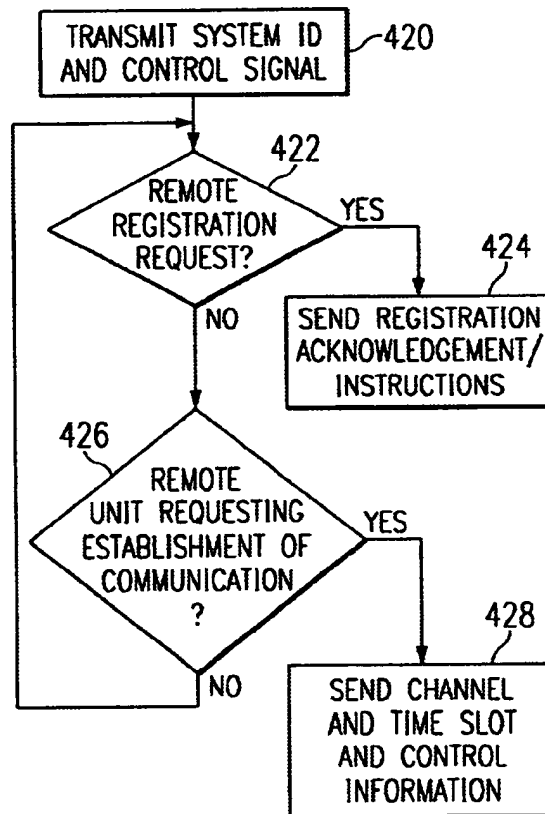 TRANSMIT SYSTEM ID
AND CONTROL SIGNAL
420
422
REMOTE
REGISTRATION
REQUEST?
YES
NO
424
SEND REGISTRATION
ACKNOWLEDGEMENT/
INSTRUCTIONS
426
REMOTE
UNIT REQUESTING
ESTABLISHMENT OF
COMMUNICATION
?
YES
NO
428
SEND CHANNEL
AND TIME SLOT
AND CONTROL
INFORMATION